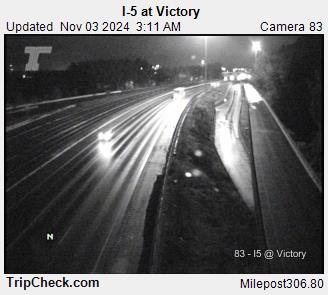 I-5 at Victory
Updated  Nov 03 2024  3:11 AM
Camera 83
T
N
83 - I5 @ Victory
TripCheck.com
Milepost306.80